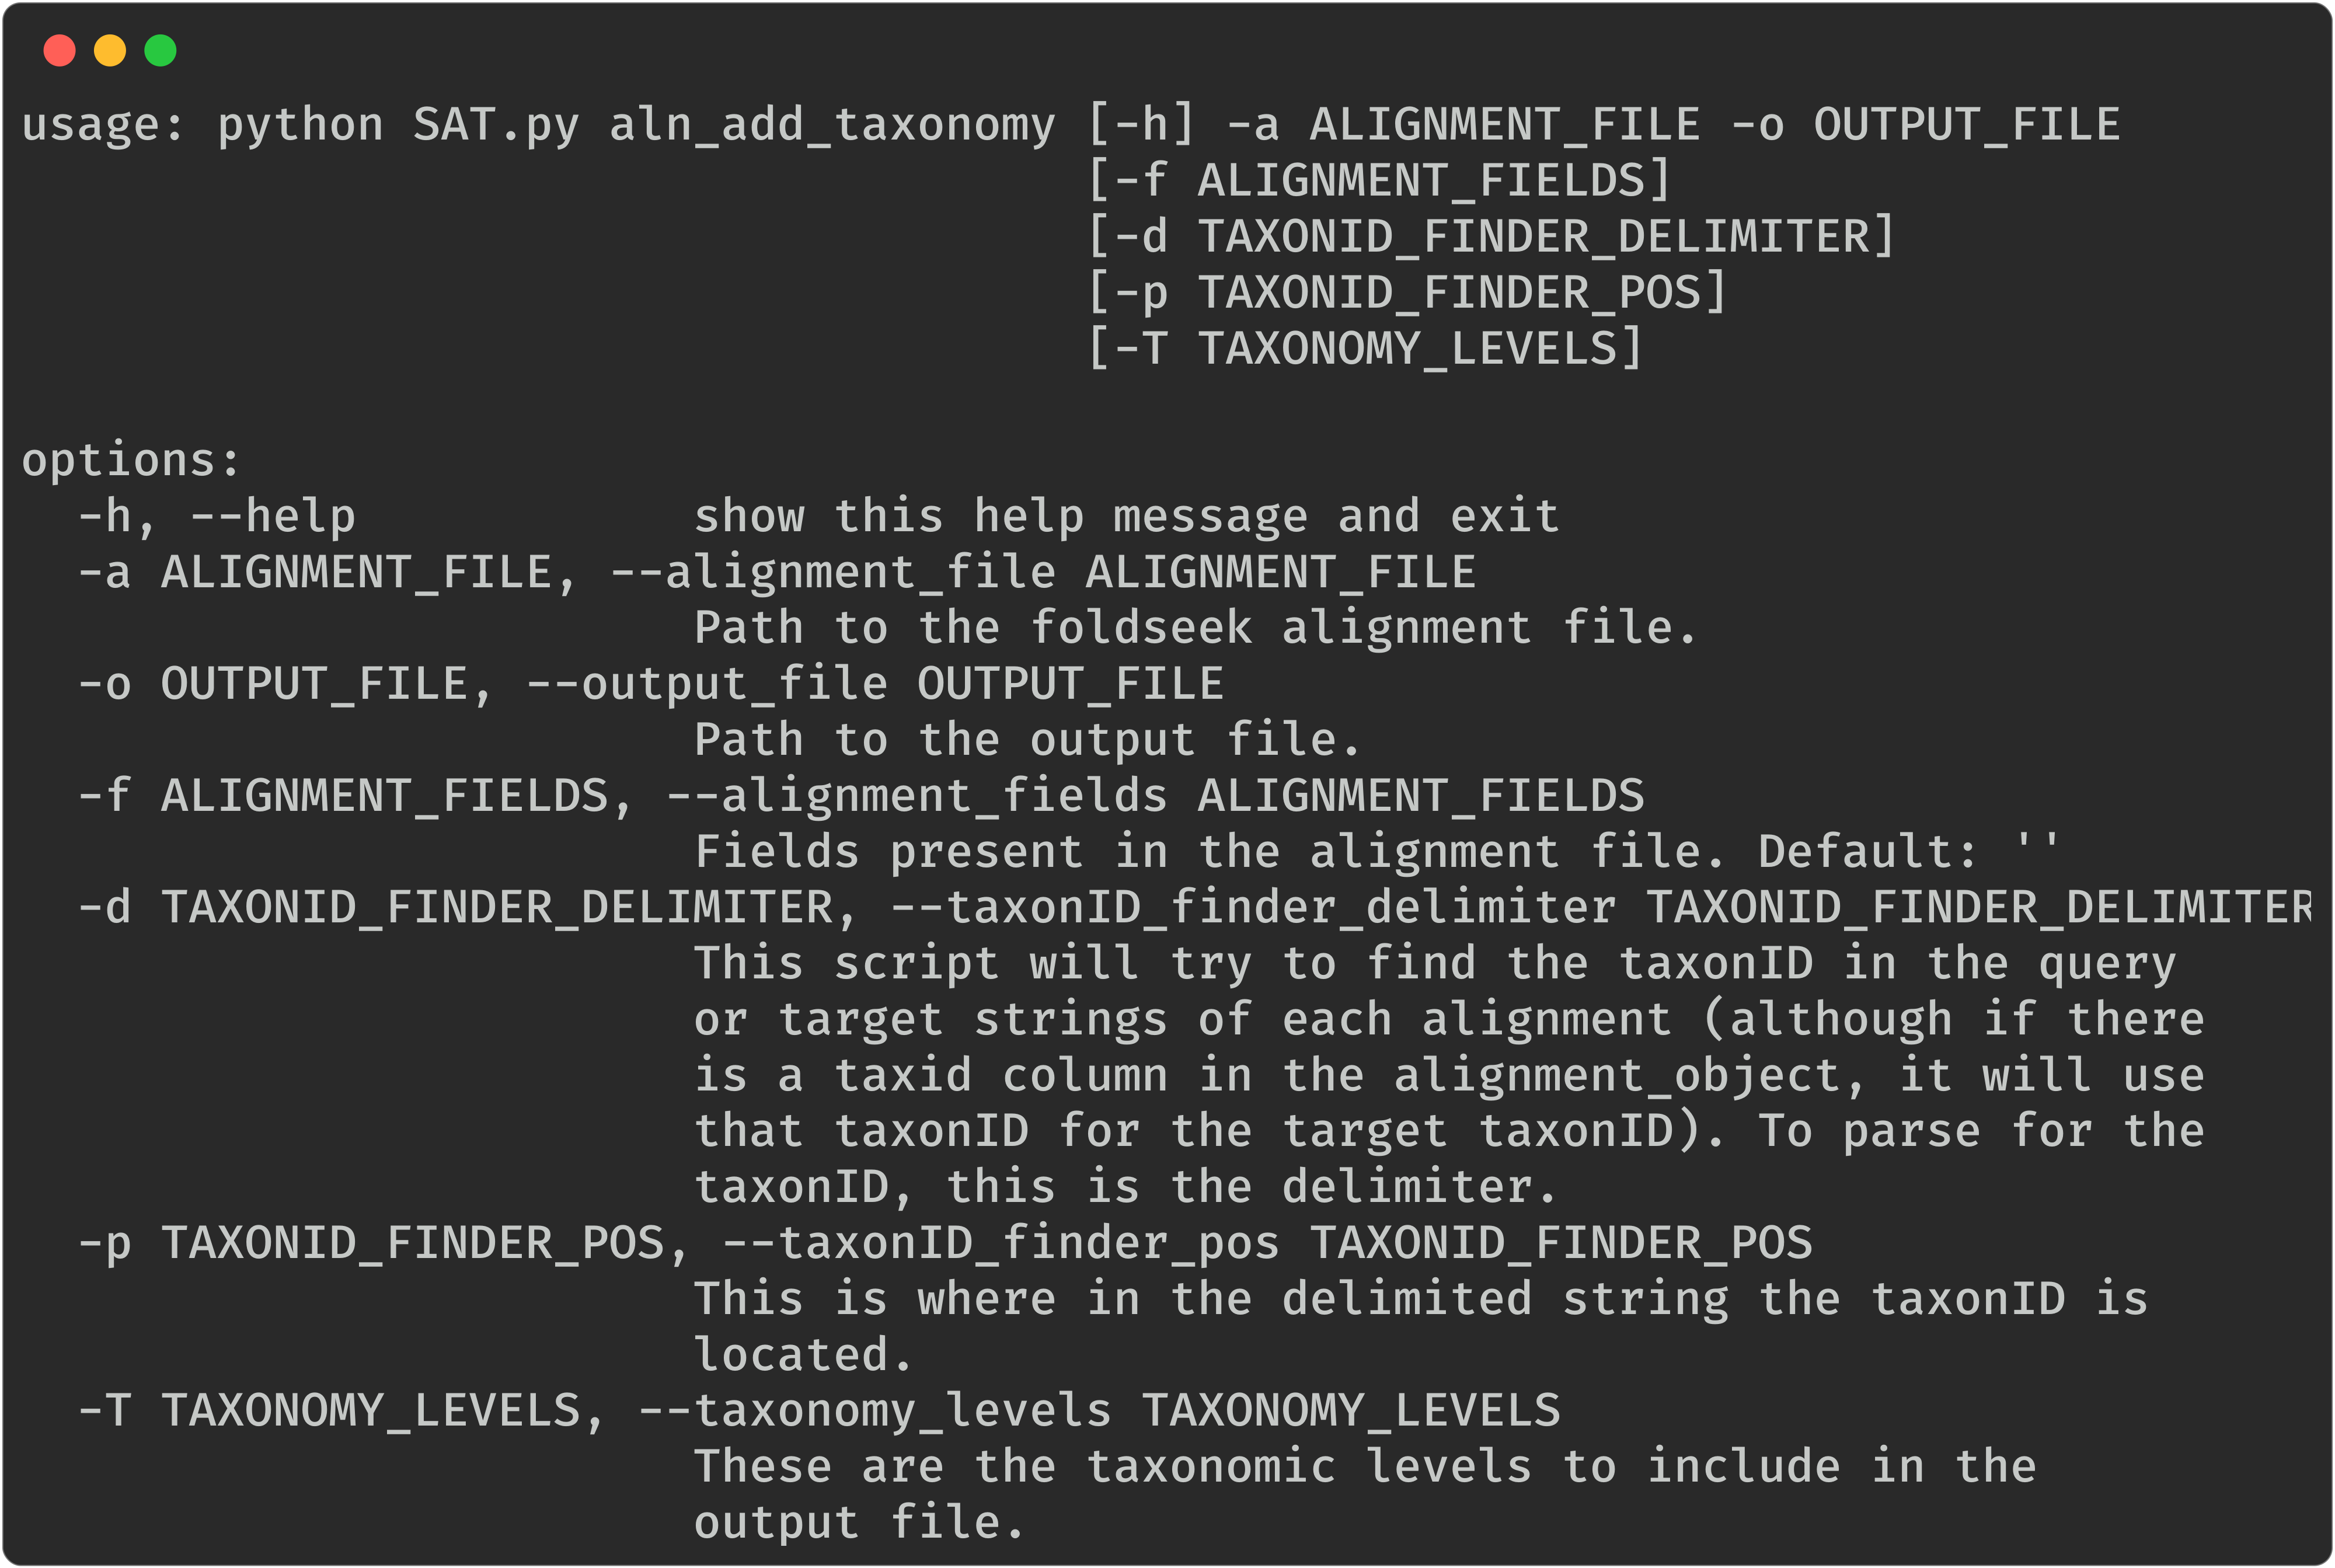 usage: python SAT.py aln_add_taxonomy [-h] -a ALIGNMENT_FILE -o OUTPUT_FILE
[-f ALIGNMENT_FIELDS]
[-d TAXONID_FINDER_DELIMITER]
[-p TAXONID_FINDER_POS]
[-T TAXONOMY_LEVELS]
options:
-h, --help show this help message and exit
-a ALIGNMENT_FILE, --alignment_file ALIGNMENT_FILE
Path to the foldseek alignment file.
-o OUTPUT_FILE, --output_file OUTPUT_FILE
Path to the output file.
-f ALIGNMENT_FIELDS, --alignment_fields ALIGNMENT_FIELDS
Fields present in the alignment file. Default: ''
-d TAXONID_FINDER_DELIMITER, --taxonID_finder_delimiter TAXONID_FINDER_DELIMITER
This script will try to find the taxonID in the query
or target strings of each alignment (although if there
is a taxid column in the alignment_object, it will use
that taxonID for the target taxonID). To parse for the
taxonID, this is the delimiter.
-p TAXONID_FINDER_POS, --taxonID_finder_pos TAXONID_FINDER_POS
This is where in the delimited string the taxonID is
located.
-T TAXONOMY_LEVELS, --taxonomy_levels TAXONOMY_LEVELS
These are the taxonomic levels to include in the
output file.